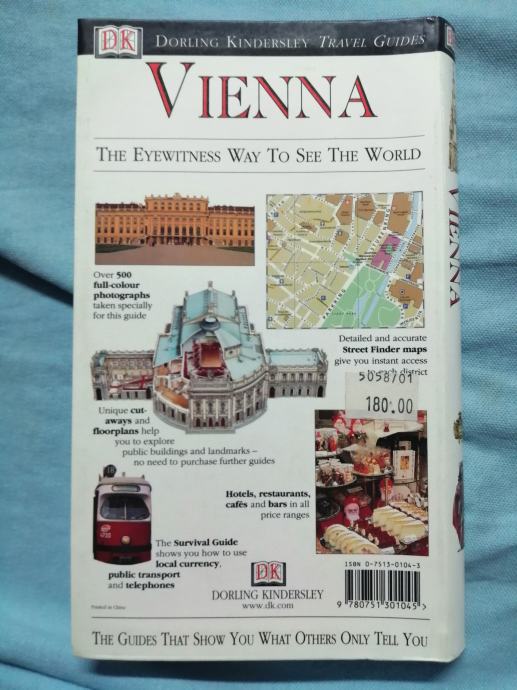 DK DORLING KINDERSLEY TRAVEL GUIDES
VIENNA
THE EYEWITNESS WAY TO SEE THE WORLD
Over 500
full-colour
photographs
taken specially
for this guide
Detailed and accurate
Street Finder maps
give you instant access
to each district
5058701
180.00
Unique cut-
aways and
floorplans help
you to explore
public buildings and landmarks –
no need to purchase further guides
Hotels, restaurants,
cafés and bars in all
price ranges
The Survival Guide
shows you how to use
local currency,
public transport
and telephones
DK
DORLING KINDERSLEY
www.dk.com
Printed in China
ISBN 0-7513-0104-3
9 780751 301045 >
THE GUIDES THAT SHOW YOU WHAT OTHERS ONLY TELL YOU
VIENNA